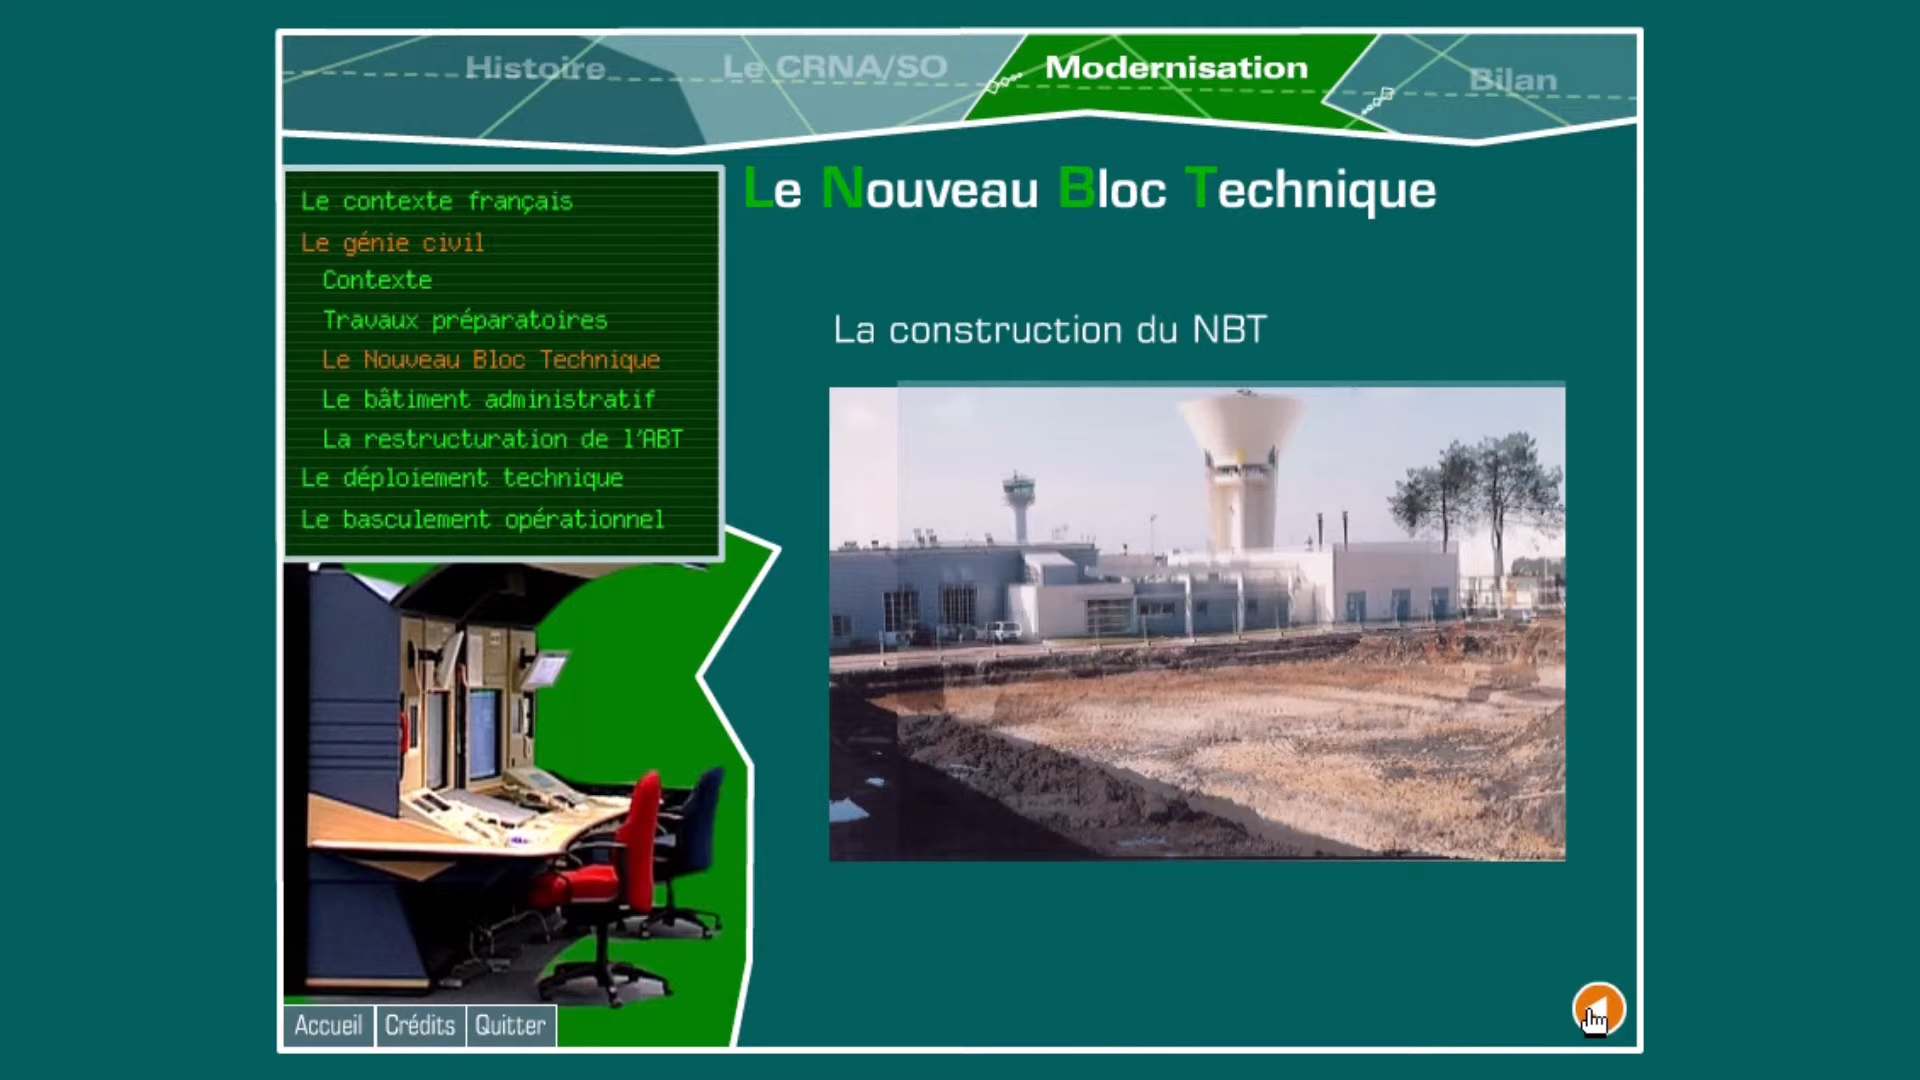 Histoire
Le CRNA/SO
Modernisation
Bilan
Le Nouveau Bloc Technique
Le contexte français
Le génie civil
Contexte
Travaux préparatoires
Le Nouveau Bloc Technique
Le bâtiment administratif
La restructuration de l'ABT
Le déploiement technique
Le basculement opérationnel
La construction du NBT
Accueil
Crédits
Quitter